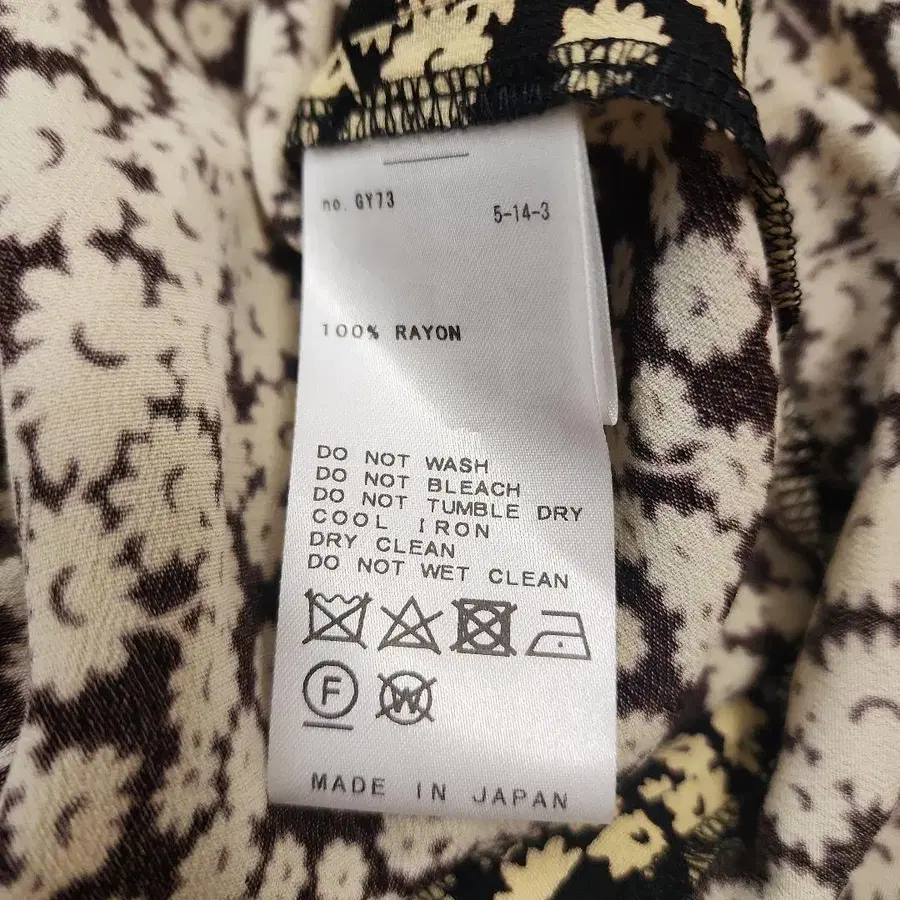 no. GY73
5-14-3
100% RAYON
DO NOT WASH
DO NOT BLEACH
DO NOT TUMBLE DRY
COOL IRON
DRY CLEAN
DO NOT WET CLEAN
F W
MADE IN JAPAN